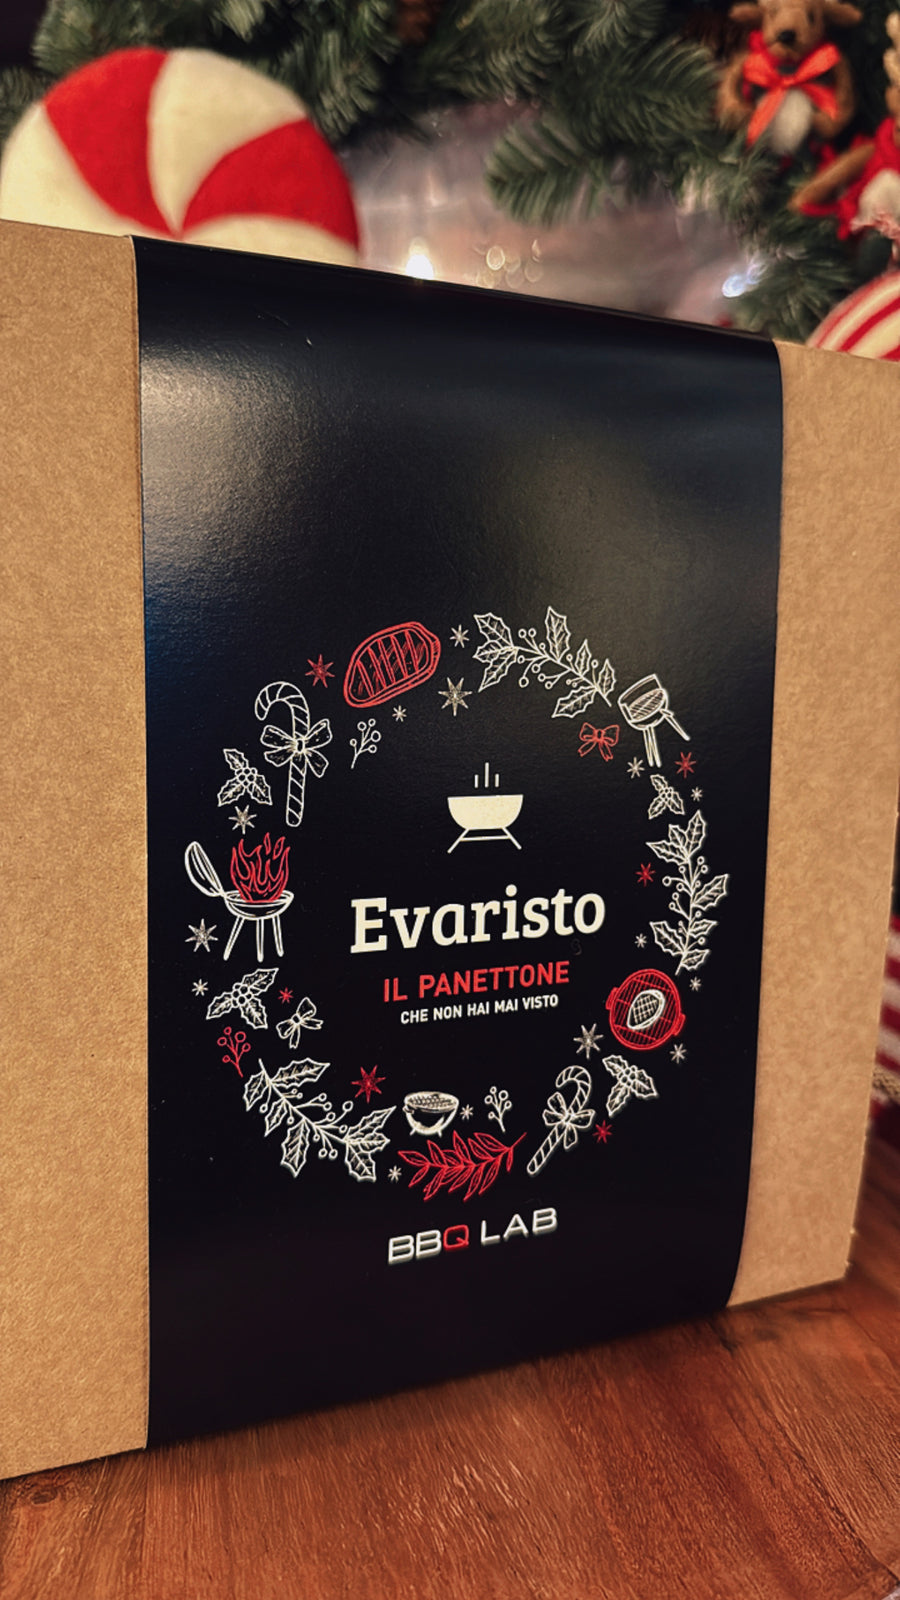 Evaristo
IL PANETTONE
CHE NON HAI MAI VISTO
BBQ LAB